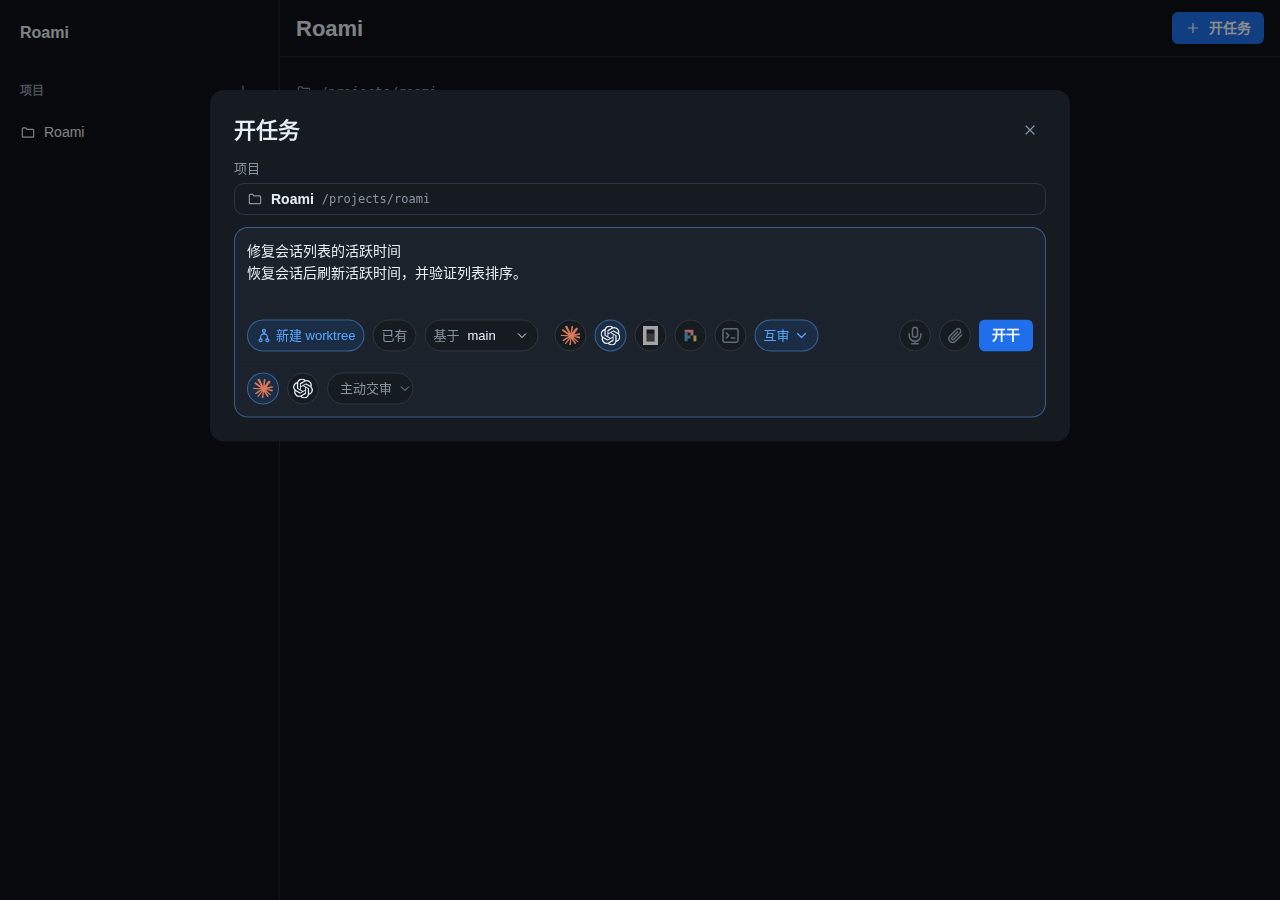 Roami
项目
Roami
Roami
开任务
/projects/roami
开任务
项目
Roami /projects/roami
修复会话列表的活跃时间
恢复会话后刷新活跃时间，并验证列表排序。
新建 worktree
已有
基于 main
互审
开干
主动交审